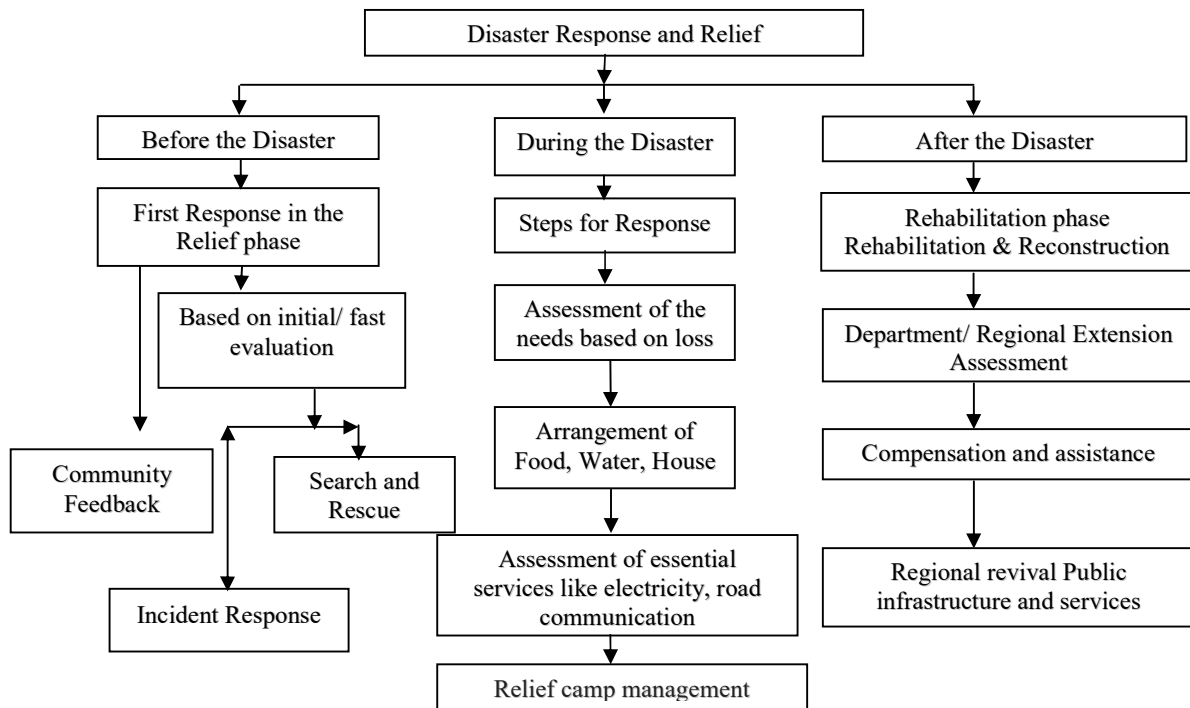 Disaster Response and Relief
Before the Disaster
During the Disaster
After the Disaster
First Response in the
Relief phase
Steps for Response
Rehabilitation phase
Rehabilitation & Reconstruction
Based on initial/ fast
evaluation
Assessment of the
needs based on loss
Department/ Regional Extension
Assessment
Community
Feedback
Search and
Rescue
Arrangement of
Food, Water, House
Compensation and assistance
Incident Response
Assessment of essential
services like electricity, road
communication
Regional revival Public
infrastructure and services
Relief camp management